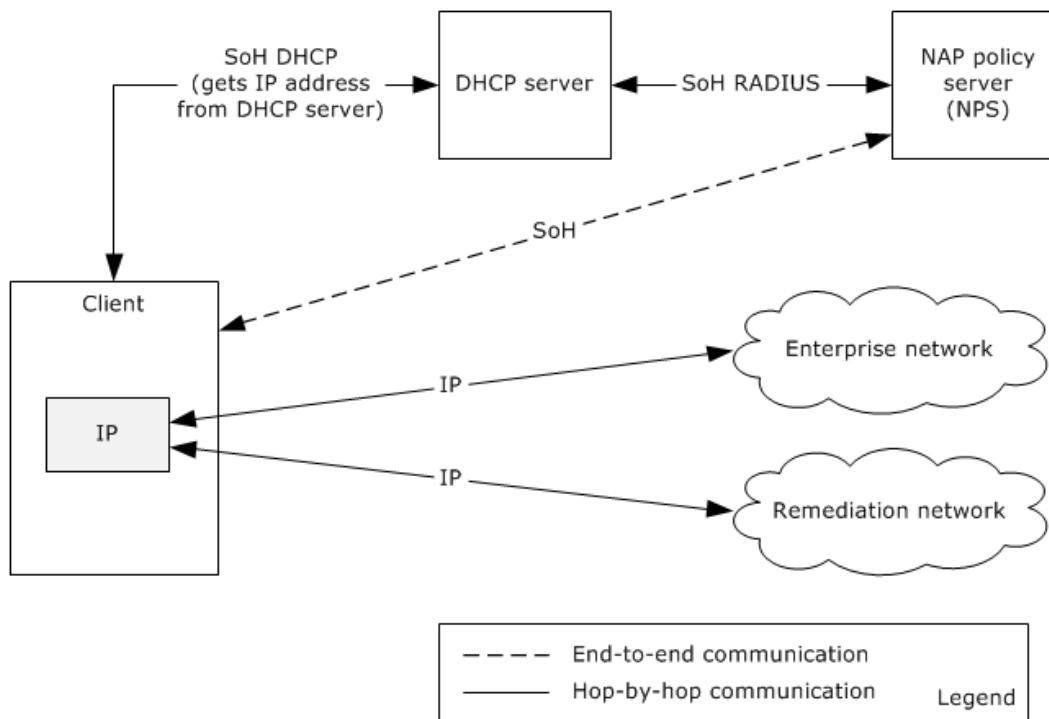 SoH DHCP
(gets IP address
from DHCP server)
DHCP server
SoH RADIUS
NAP policy
server
(NPS)
SoH
Client
Enterprise network
IP
IP
IP
Remediation network
End-to-end communication
Hop-by-hop communication
Legend